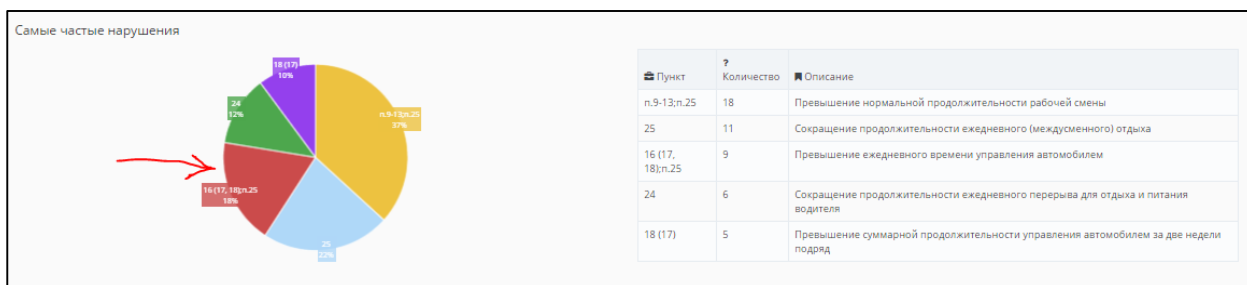 Самые частые нарушения
18 (17)
10%
24
12%
п.9-13;п.25
37%
16 (17, 18);п.25
18%
25
22%
Пункт
?
Количество
Описание
п.9-13;п.25 18 Превышение нормальной продолжительности рабочей смены
25 11 Сокращение продолжительности ежедневного (междусменного) отдыха
16 (17, 9 Превышение ежедневного времени управления автомобилем
18);п.25
24 6 Сокращение продолжительности ежедневного перерыва для отдыха и питания
водителя
18 (17) 5 Превышение суммарной продолжительности управления автомобилем за две недели
подряд